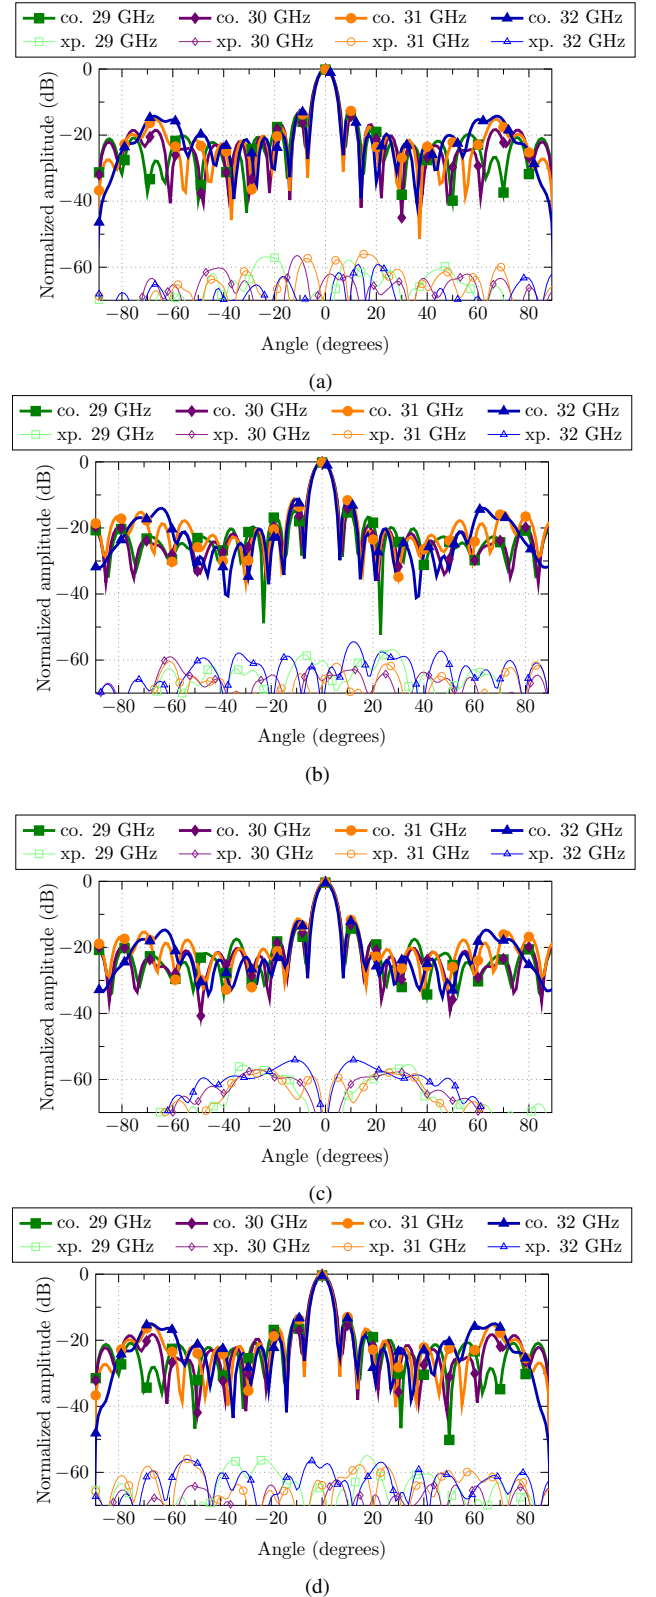 co. 29 GHz co. 30 GHz co. 31 GHz co. 32 GHz
xp. 29 GHz xp. 30 GHz xp. 31 GHz xp. 32 GHz
0
−20
−40
−60
Normalized amplitude (dB)
−80 −60 −40 −20 0 20 40 60 80
Angle (degrees)
(a)
co. 29 GHz co. 30 GHz co. 31 GHz co. 32 GHz
xp. 29 GHz xp. 30 GHz xp. 31 GHz xp. 32 GHz
0
−20
−40
−60
Normalized amplitude (dB)
−80 −60 −40 −20 0 20 40 60 80
Angle (degrees)
(b)
co. 29 GHz co. 30 GHz co. 31 GHz co. 32 GHz
xp. 29 GHz xp. 30 GHz xp. 31 GHz xp. 32 GHz
0
−20
−40
−60
Normalized amplitude (dB)
−80 −60 −40 −20 0 20 40 60 80
Angle (degrees)
(c)
co. 29 GHz co. 30 GHz co. 31 GHz co. 32 GHz
xp. 29 GHz xp. 30 GHz xp. 31 GHz xp. 32 GHz
0
−20
−40
−60
Normalized amplitude (dB)
−80 −60 −40 −20 0 20 40 60 80
Angle (degrees)
(d)